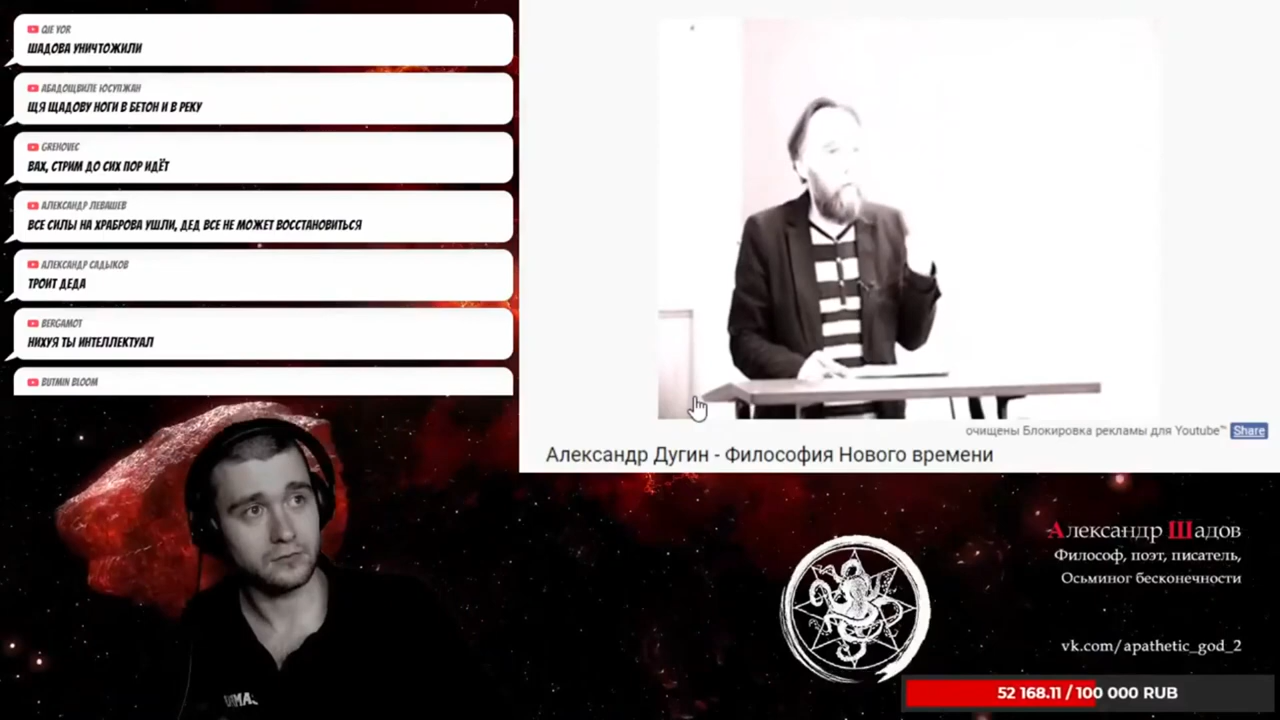 QIE YOR
ШАДОВА УНИЧТОЖИЛИ
АБАДОЩВИЛЕ ЮСУПЖАН
ЩЯ ЩАДОВУ НОГИ В БЕТОН И В РЕКУ
GREHOVEC
ВАХ, СТРИМ ДО СИХ ПОР ИДЁТ
АЛЕКСАНДР ЛЕВАШЕВ
ВСЕ СИЛЫ НА ХРАБРОВА УШЛИ, ДЕД ВСЕ НЕ МОЖЕТ ВОССТАНОВИТЬСЯ
АЛЕКСАНДР САДЫКОВ
ТРОИТ ДЕДА
BERGAMOT
НИХУЯ ТЫ ИНТЕЛЛЕКТУАЛ
BUTMIN BLOOM
очищены Блокировка рекламы для Youtube™ Share
Александр Дугин - Философия Нового времени
Александр Шадов
Философ, поэт, писатель,
Осьминог бесконечности
vk.com/apathetic_god_2
52 168.11 / 100 000 RUB